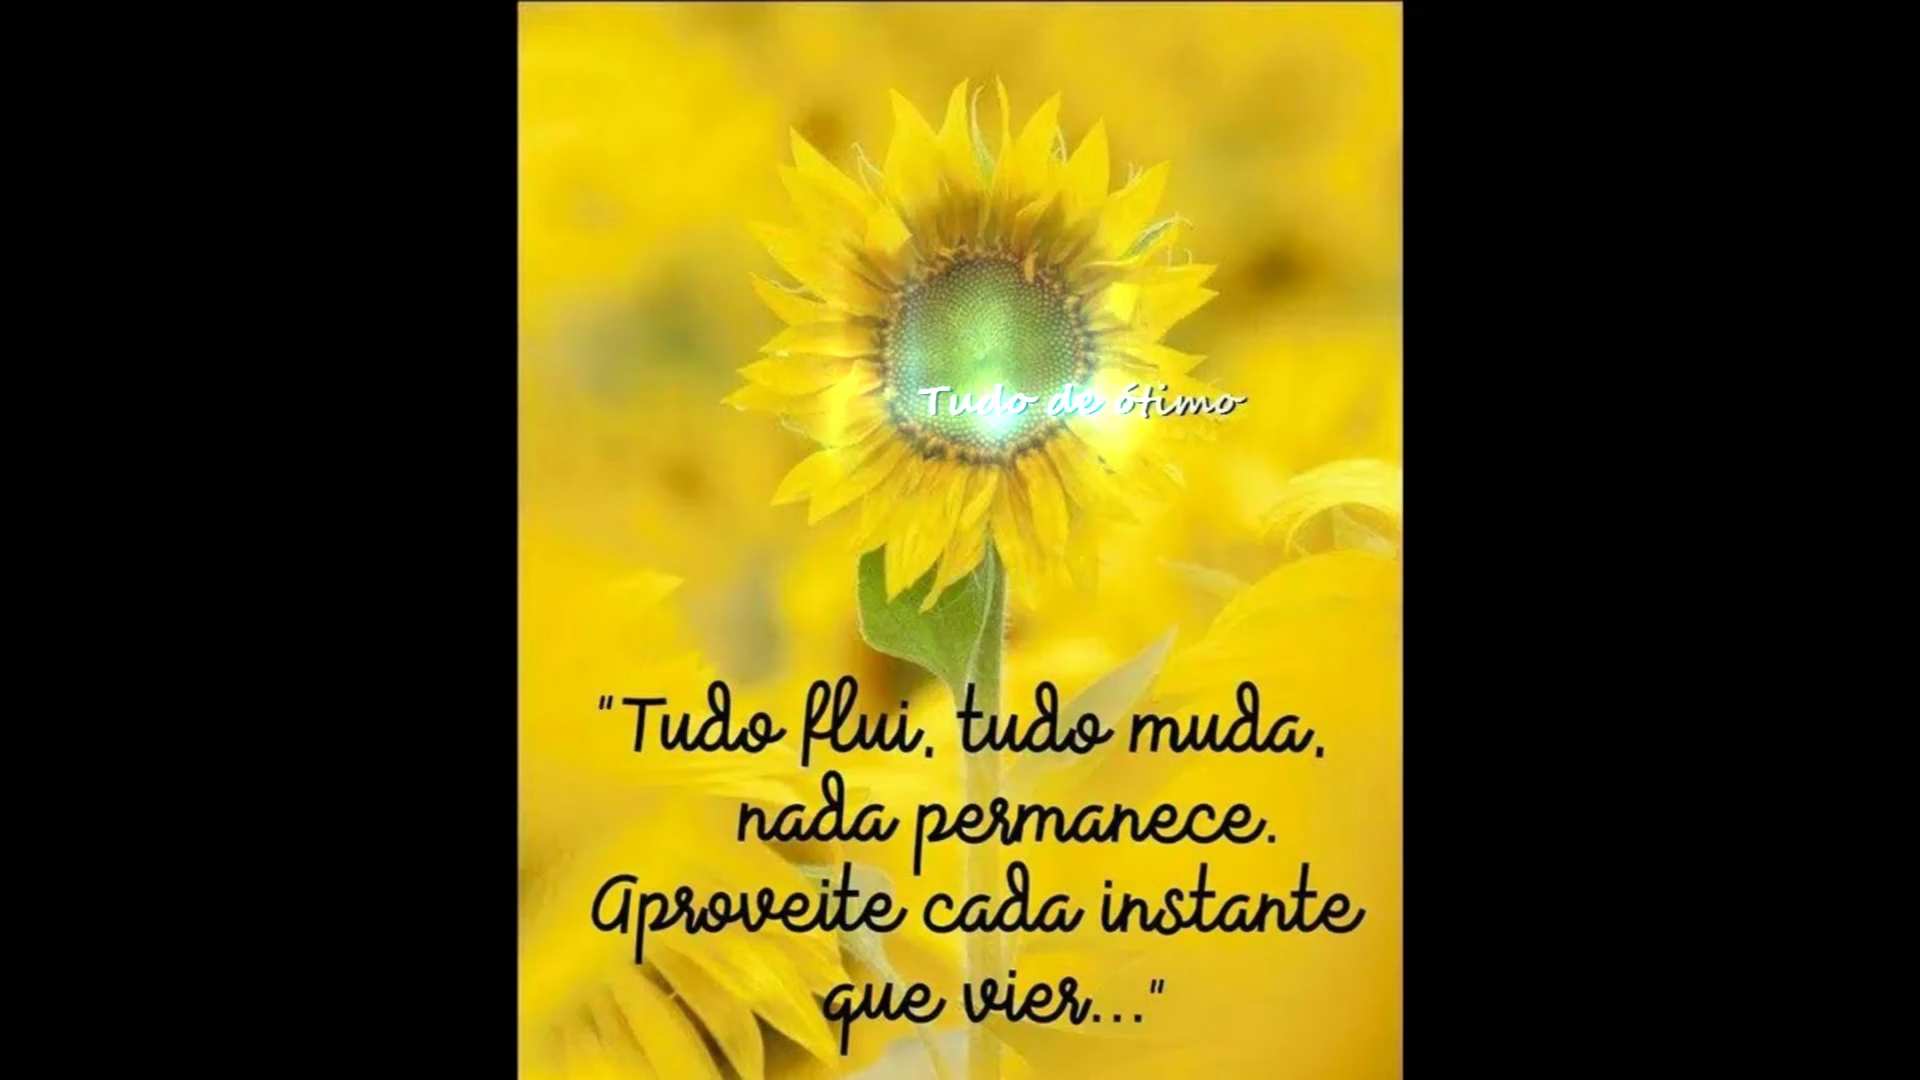 Tudo de ótimo
"Tudo flui, tudo muda,
nada permanece.
Aproveite cada instante
que vier..."